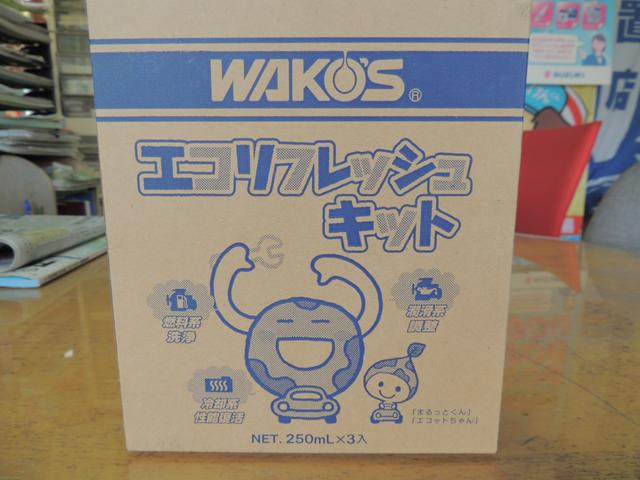 WAKO'S®
エコリフレッシュ
キット
燃料系
洗浄
潤滑系
調整
冷却系
性能復活
「まるっとくん」
「エコットちゃん」
NET. 250mL×3入
SUZUKI